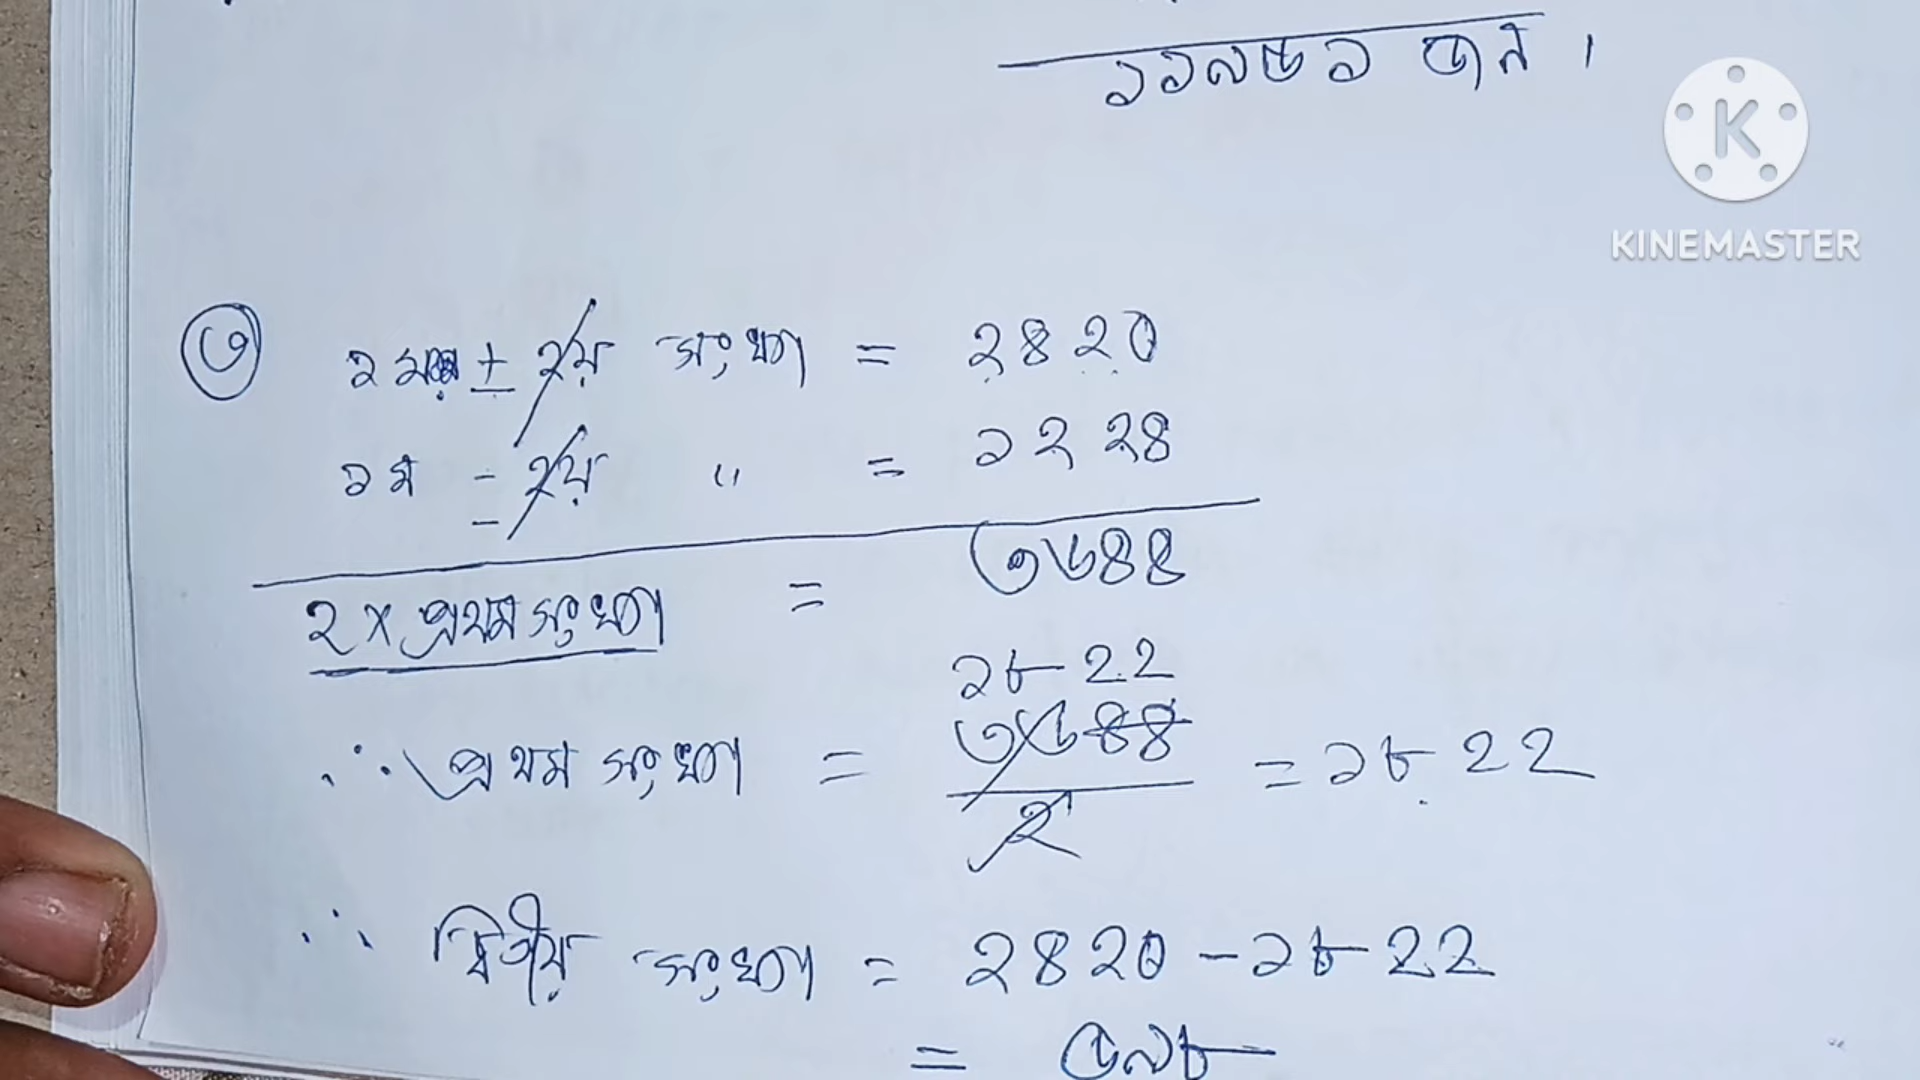 ১১৯৬১ জন ।
K
KINEMASTER
৩ ১ম + ২য় সংখ্যা = ২৪২০
১ম - ২য় " = ১২২৪
২ × প্রথম সংখ্যা = ৩৬৪৪
১৮২২
∴ প্রথম সংখ্যা = ৩৬৪৪ = ১৮২২
২
∴ দ্বিতীয় সংখ্যা = ২৪২০ - ১৮২২
= ৫৯৮